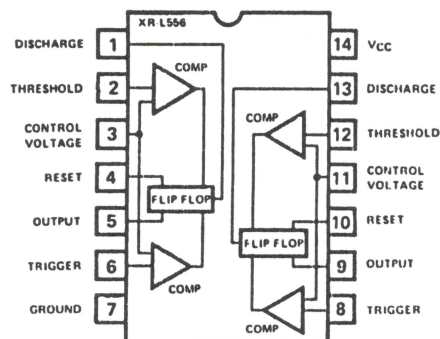 XR-L556
DISCHARGE 1
THRESHOLD 2
CONTROL
VOLTAGE 3
RESET 4
OUTPUT 5
TRIGGER 6
GROUND 7
COMP
FLIP FLOP
COMP
14 VCC
13 DISCHARGE
12 THRESHOLD
11 CONTROL
VOLTAGE
10 RESET
9 OUTPUT
8 TRIGGER
COMP
FLIP FLOP
COMP